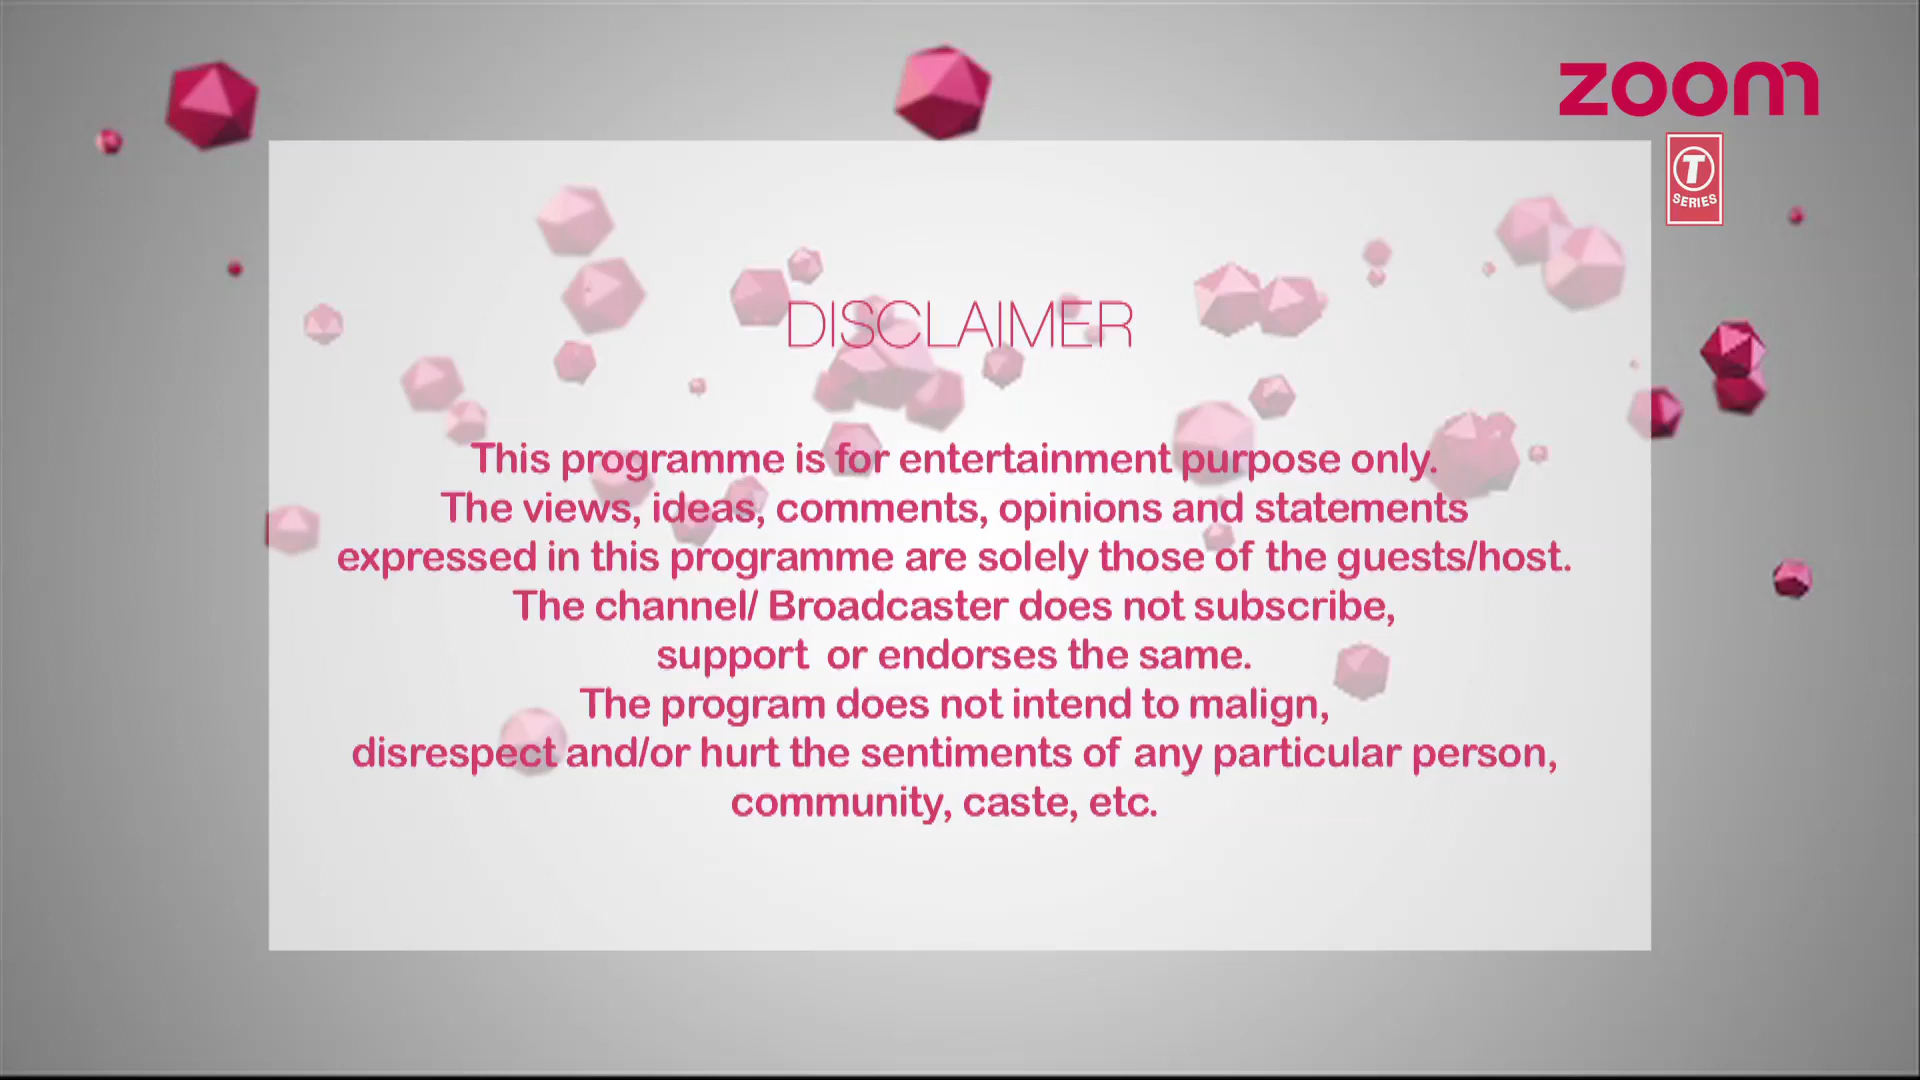 zoom
T
SERIES
DISCLAIMER
This programme is for entertainment purpose only.
The views, ideas, comments, opinions and statements
expressed in this programme are solely those of the guests/host.
The channel/ Broadcaster does not subscribe,
support or endorses the same.
The program does not intend to malign,
disrespect and/or hurt the sentiments of any particular person,
community, caste, etc.